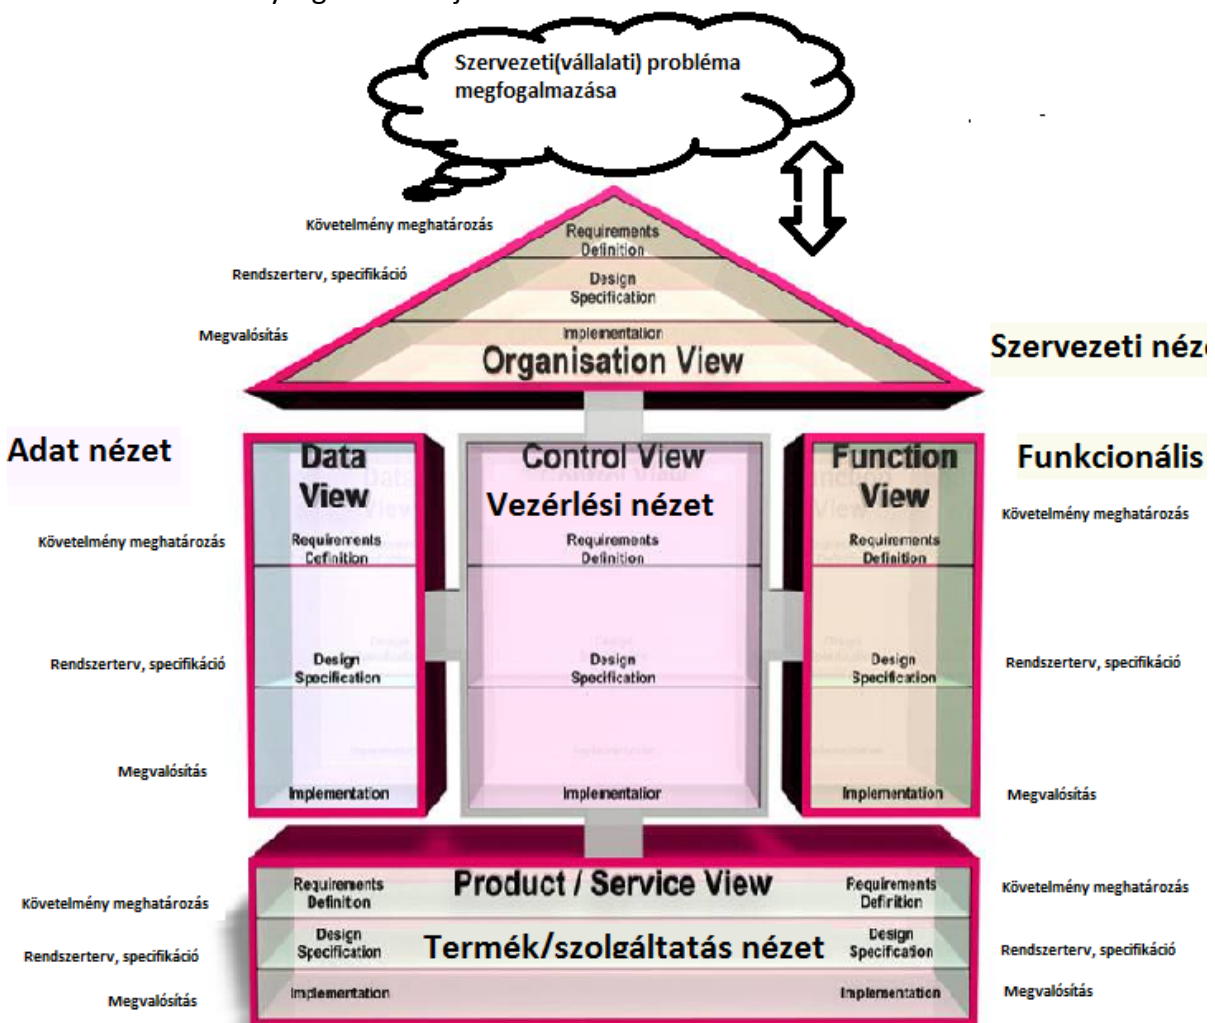 Szervezeti(vállalati) probléma
megfogalmazása
Követelmény meghatározás
Requirements
Definition
Rendszerterv, specifikáció
Design
Specification
Megvalósítás
Implementation
Organisation View
Szervezeti néz
Adat nézet
Data
View
Control View
Vezérlési nézet
Function
View
Funkcionális
Követelmény meghatározás
Requirements
Definition
Requirements
Definition
Requirements
Definition
Követelmény meghatározás
Rendszerterv, specifikáció
Design
Specification
Design
Specification
Design
Specification
Rendszerterv, specifikáció
Megvalósítás
Implementation
Implementation
Implementation
Megvalósítás
Product / Service View
Követelmény meghatározás
Requirements
Definition
Requirements
Definition
Követelmény meghatározás
Rendszerterv, specifikáció
Design
Specification
Termék/szolgáltatás nézet
Design
Specification
Rendszerterv, specifikáció
Megvalósítás
Implementation
Implementation
Megvalósítás